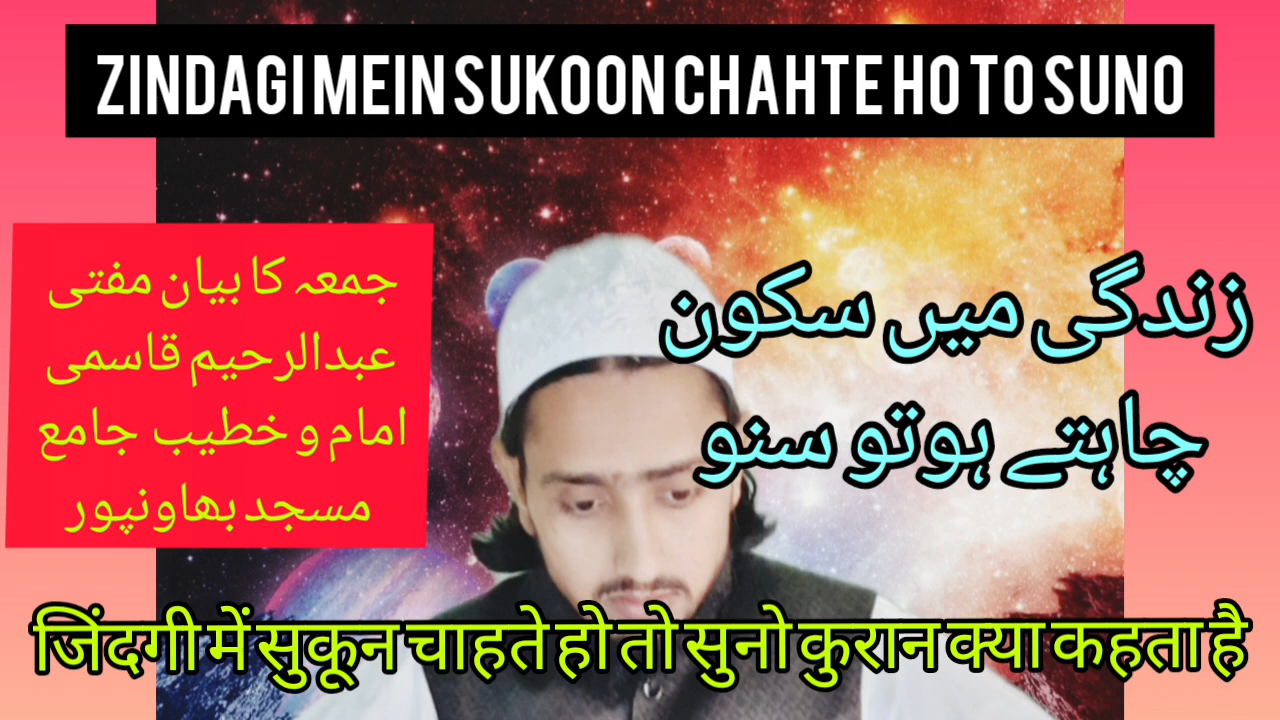 ZINDAGI MEIN SUKOON CHAHTE HO TO SUNO
جمعہ کا بیان مفتی
عبدالرحیم قاسمی
امام و خطیب جامع
مسجد بھاونپور
زندگی میں سکون
چاہتے ہوتو سنو
जिंदगी में सुकून चाहते हो तो सुनो कुरान क्या कहता है